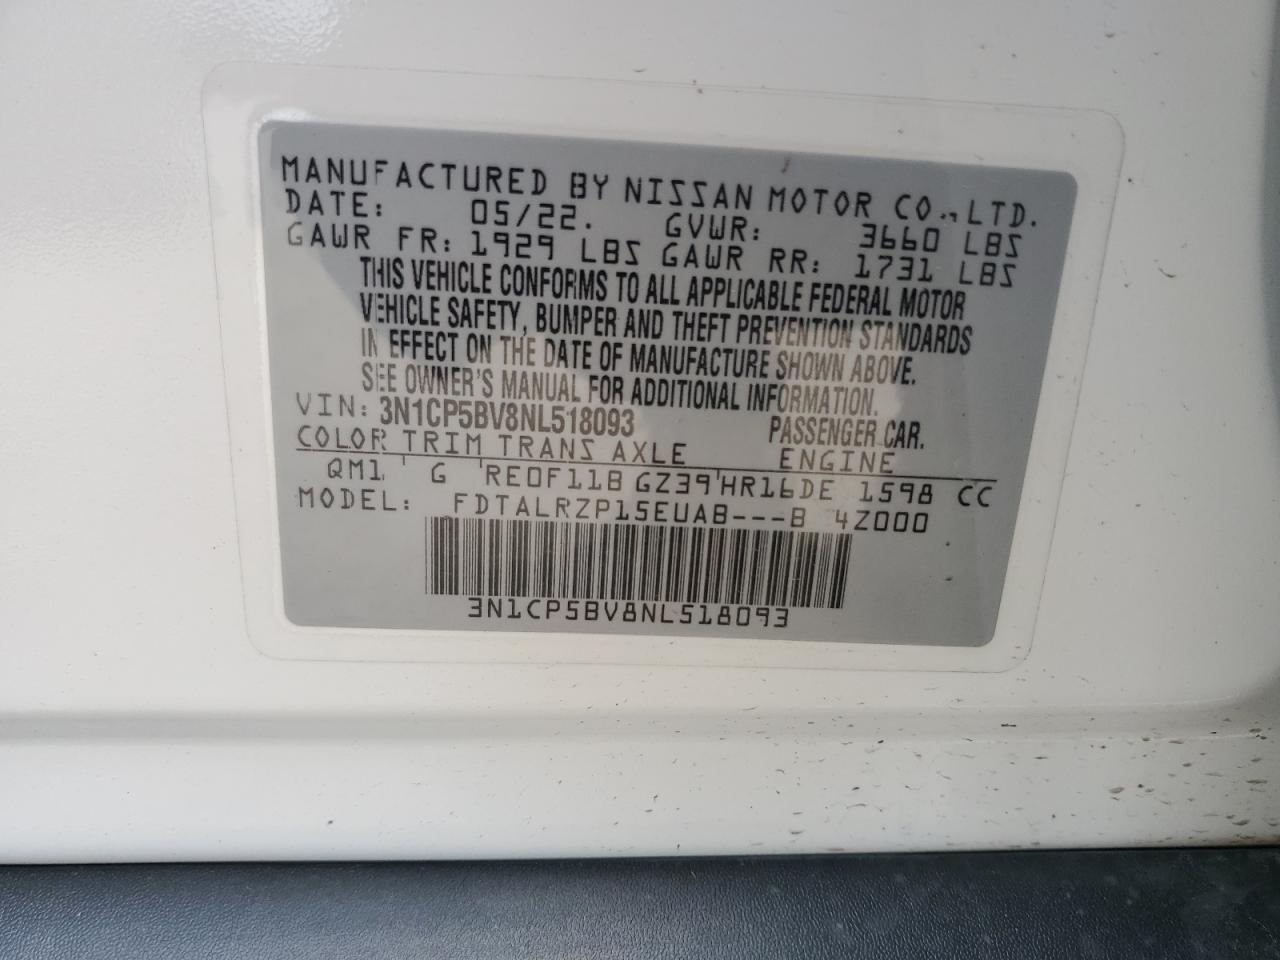 MANUFACTURED BY NISSAN MOTOR CO., LTD.
DATE: 05/22. GVWR: 3660 LBS
GAWR FR: 1929 LBS GAWR RR: 1731 LBS
THIS VEHICLE CONFORMS TO ALL APPLICABLE FEDERAL MOTOR
VEHICLE SAFETY, BUMPER AND THEFT PREVENTION STANDARDS
IN EFFECT ON THE DATE OF MANUFACTURE SHOWN ABOVE.
SEE OWNER'S MANUAL FOR ADDITIONAL INFORMATION.
VIN: 3N1CP5BV8NL518093 PASSENGER CAR.
COLOR TRIM TRANS AXLE ENGINE
QM1 G RE0F11B GZ39 HR16DE 1598 CC
MODEL: FDTALRZP15EUAB---B 4Z000
3N1CP5BV8NL518093